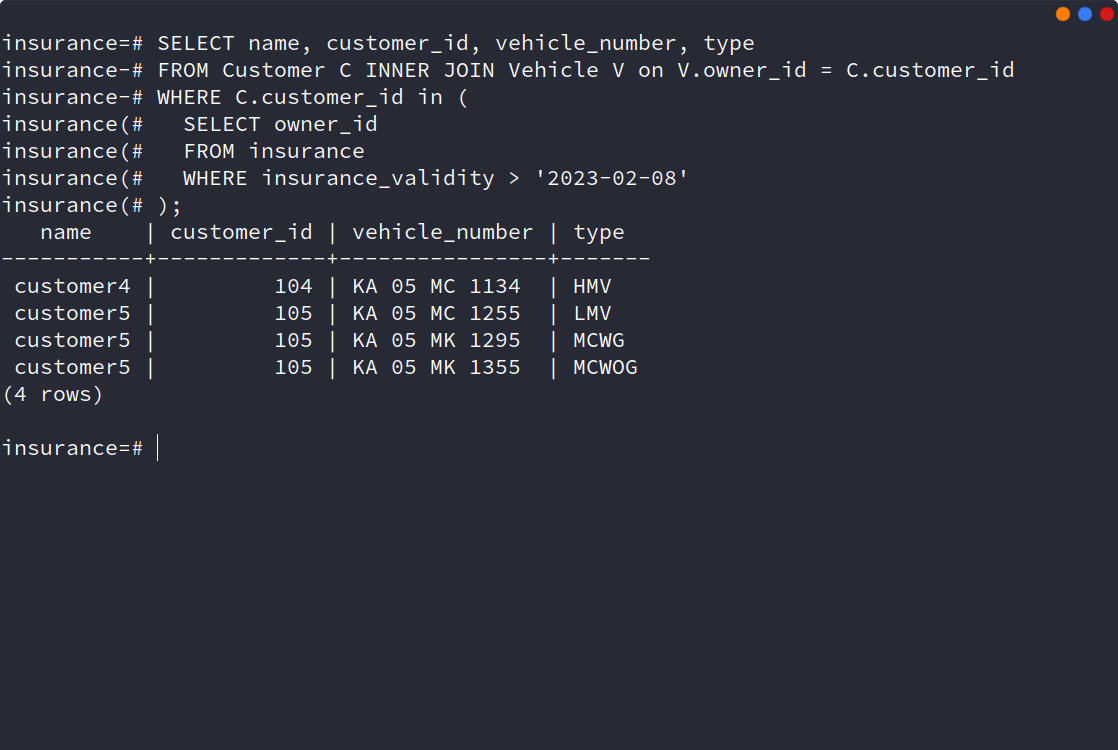 insurance=# SELECT name, customer_id, vehicle_number, type
insurance-# FROM Customer C INNER JOIN Vehicle V on V.owner_id = C.customer_id
insurance-# WHERE C.customer_id in (
insurance(#   SELECT owner_id
insurance(#   FROM insurance
insurance(#   WHERE insurance_validity > '2023-02-08'
insurance(# );
   name    | customer_id | vehicle_number | type
-----------+-------------+----------------+-------
 customer4 |         104 | KA 05 MC 1134  | HMV
 customer5 |         105 | KA 05 MC 1255  | LMV
 customer5 |         105 | KA 05 MK 1295  | MCWG
 customer5 |         105 | KA 05 MK 1355  | MCWOG
(4 rows)

insurance=#